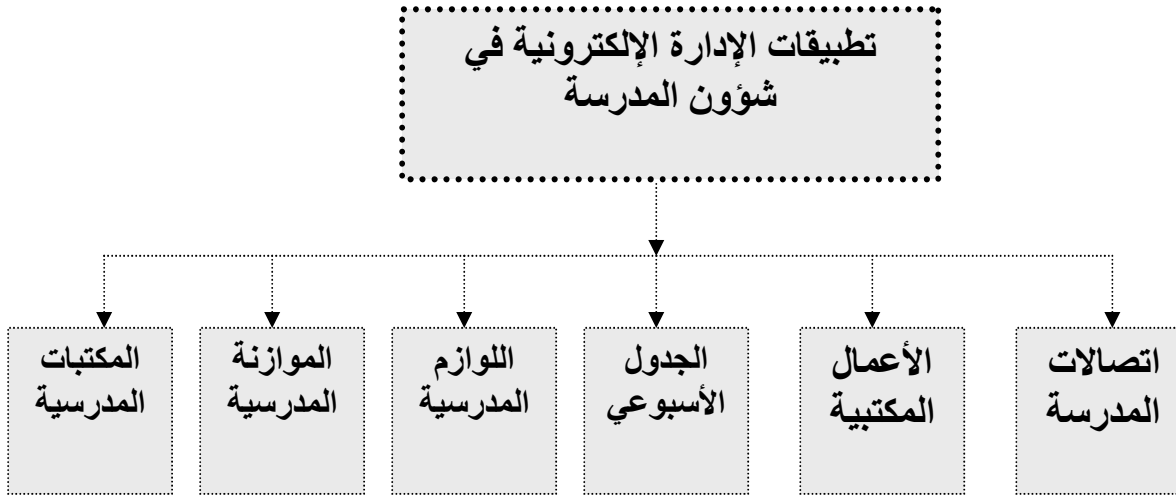 تطبيقات الإدارة الإلكترونية في
شؤون المدرسة
اتصالات
المدرسة
الأعمال
المكتبية
الجدول
الأسبوعي
اللوازم
المدرسية
الموازنة
المدرسية
المكتبات
المدرسية